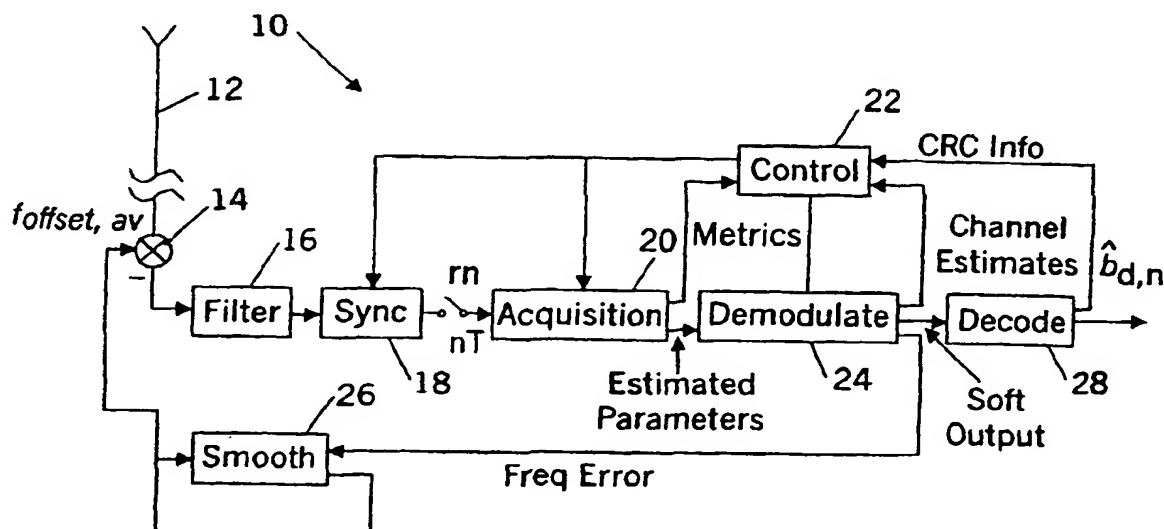 10
12
22
CRC Info
Control
foffset, av
14
16
20
Metrics
Channel
Estimates
b̂d,n
rn
Filter
Sync
nT
Acquisition
Demodulate
Decode
18
24
28
Estimated
Parameters
Soft
Output
26
Smooth
Freq Error
−